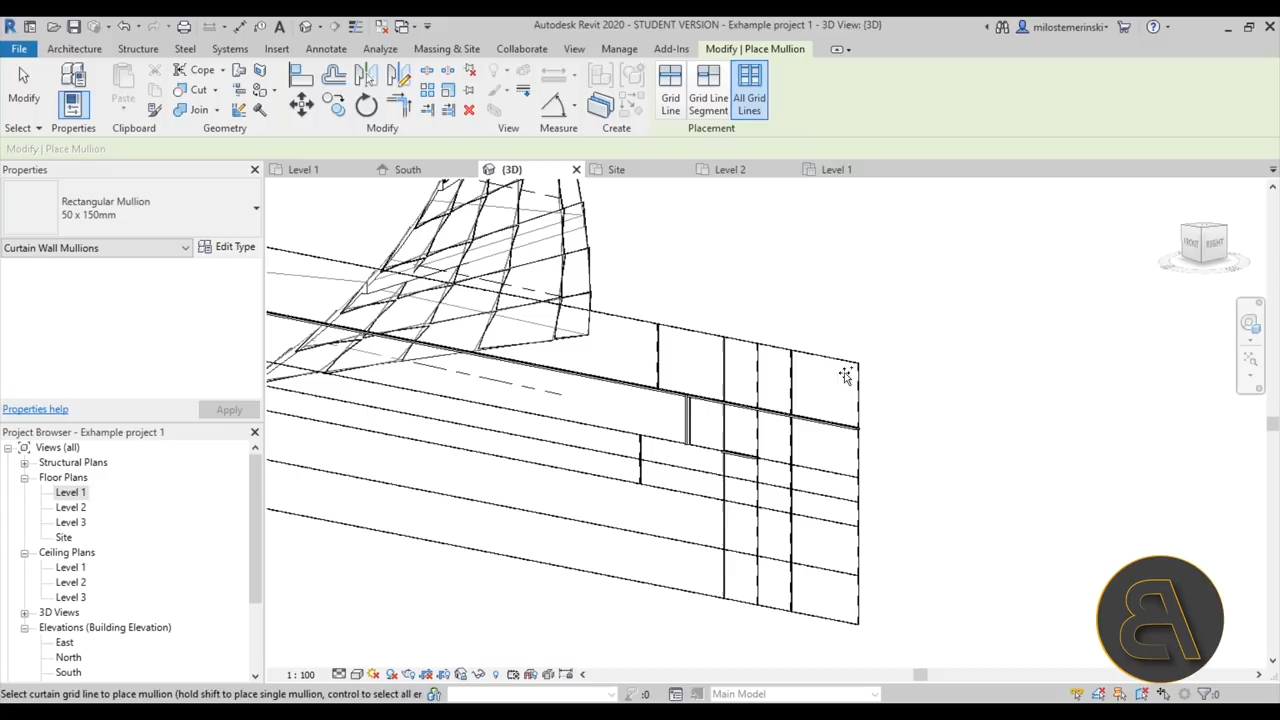 Autodesk Revit 2020 - STUDENT VERSION - Exhample project 1 - 3D View: {3D}
milostemerinski
File Architecture Structure Steel Systems Insert Annotate Analyze Massing & Site Collaborate View Manage Add-Ins Modify | Place Mullion
Modify
Paste
Cope
Cut
Join
Grid Line
Grid Line Segment
All Grid Lines
Select Properties Clipboard Geometry Modify View Measure Create Placement
Modify | Place Mullion
Properties
Level 1 South {3D} Site Level 2 Level 1
Rectangular Mullion
50 x 150mm
Curtain Wall Mullions
Edit Type
FRONT RIGHT
Properties help
Apply
Project Browser - Exhample project 1
Views (all)
Structural Plans
Floor Plans
Level 1
Level 2
Level 3
Site
Ceiling Plans
Level 1
Level 2
Level 3
3D Views
Elevations (Building Elevation)
East
North
South
1 : 100
Select curtain grid line to place mullion (hold shift to place single mullion, control to select all er
:0
Main Model
:0